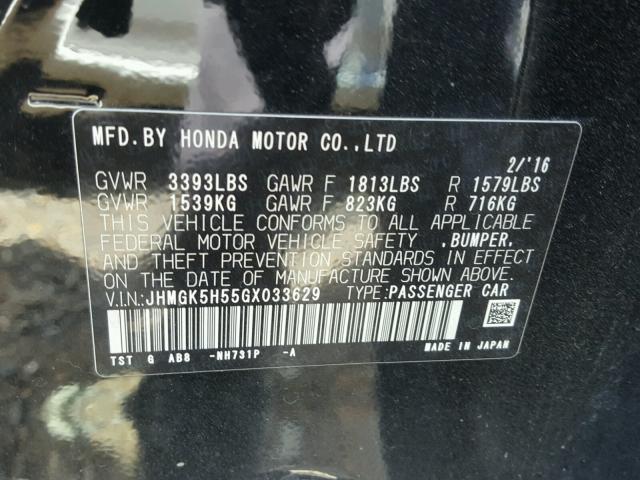 MFD.BY HONDA MOTOR CO.,LTD
2/'16
GVWR 3393LBS GAWR F 1813LBS R 1579LBS
GVWR 1539KG GAWR F 823KG R 716KG
THIS VEHICLE CONFORMS TO ALL APPLICABLE
FEDERAL MOTOR VEHICLE SAFETY ,BUMPER,
AND THEFT PREVENTION STANDARDS IN EFFECT
ON THE DATE OF MANUFACTURE SHOWN ABOVE.
V.I.N:JHMGK5H55GX033629 TYPE:PASSENGER CAR
TST G AB8 -NH731P -A MADE IN JAPAN